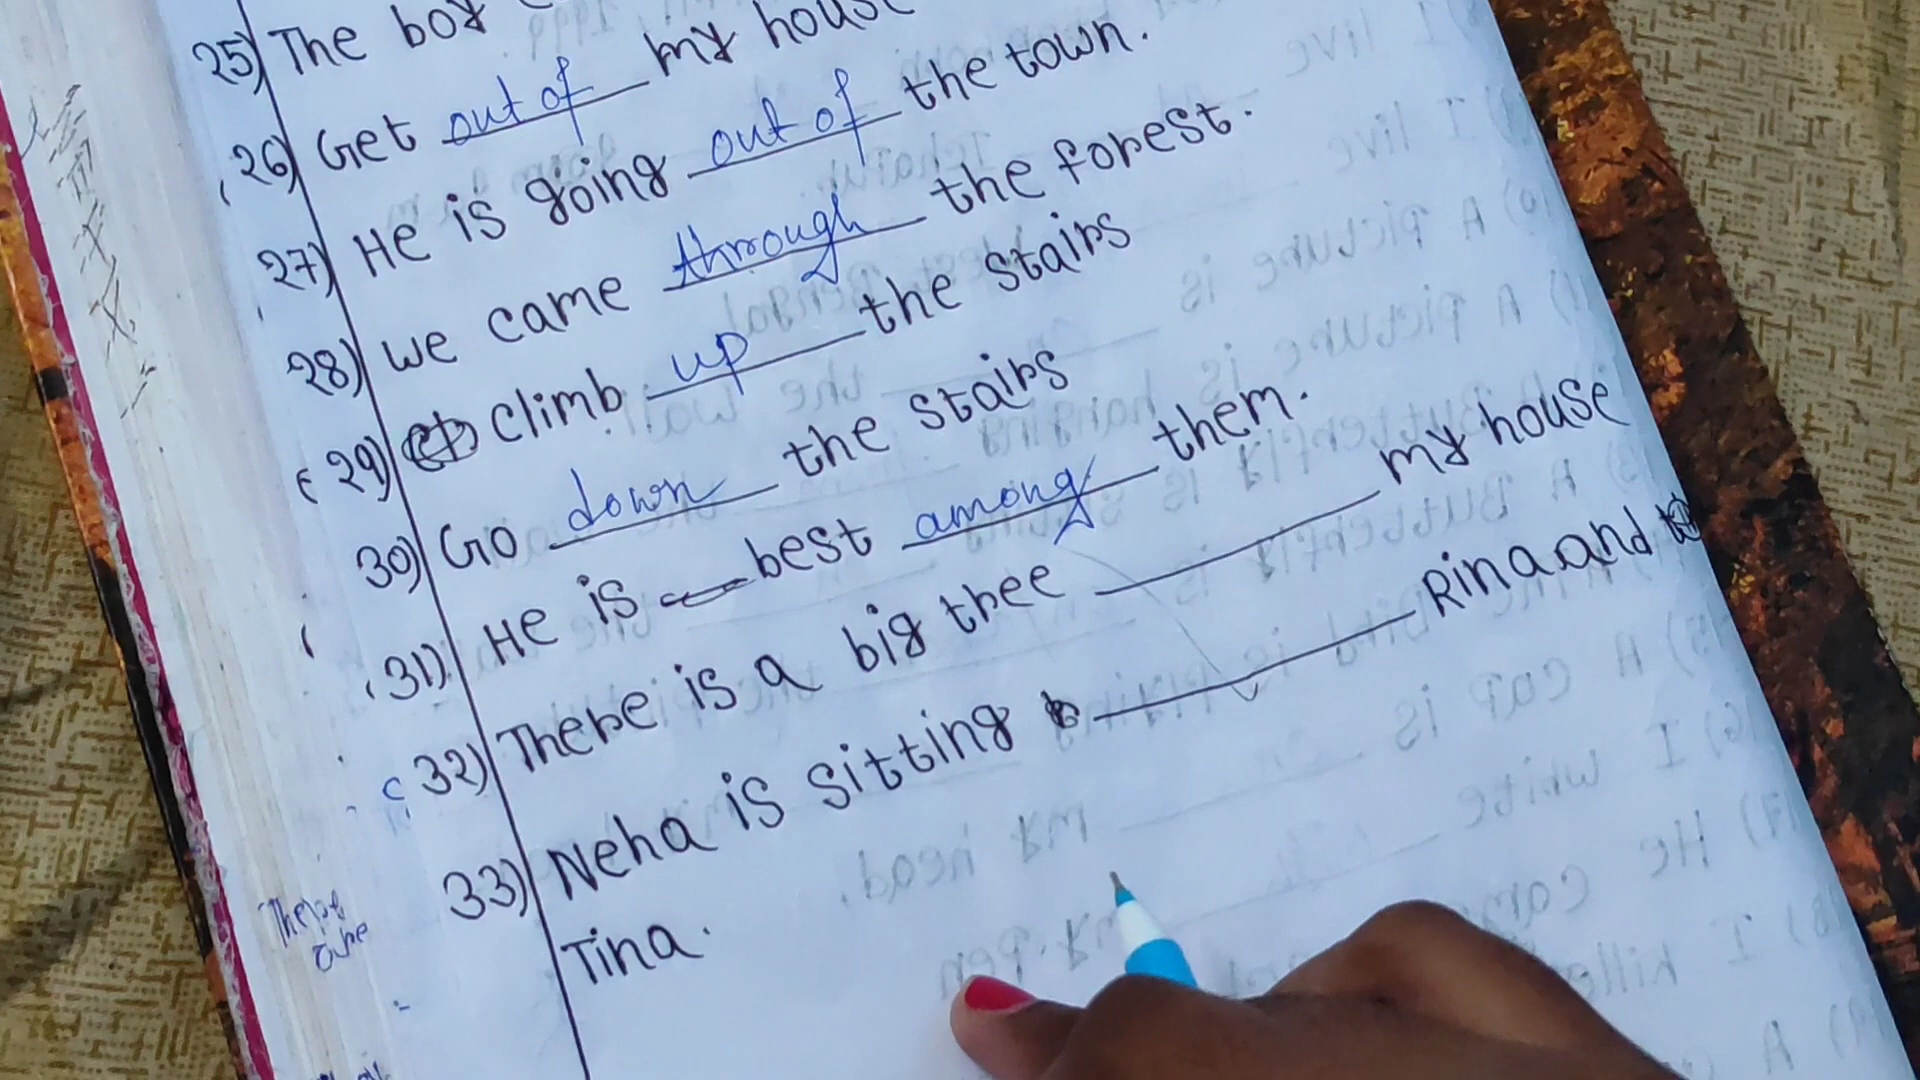 25) The boy
26) Get out of my house
27) He is going out of the town.
28) we came through the forest.
29) climb up the stairs
30) Go down the stairs
31) He is best among them.
32) There is a big tree ________ my house
33) Neha is sitting ________ Rina and
Tina.